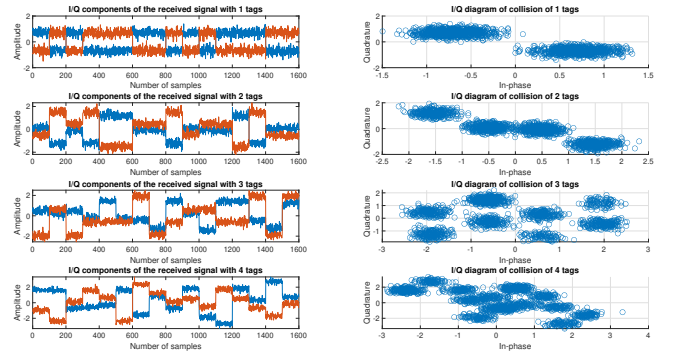 I/Q components of the received signal with 1 tags
Amplitude
2
0
-2
0 200 400 600 800 1000 1200 1400 1600
Number of samples
I/Q diagram of collision of 1 tags
Quadrature
2
0
-2
-1.5 -1 -0.5 0 0.5 1 1.5
In-phase
I/Q components of the received signal with 2 tags
Amplitude
2
0
-2
0 200 400 600 800 1000 1200 1400 1600
Number of samples
I/Q diagram of collision of 2 tags
Quadrature
2
0
-2
-2.5 -2 -1.5 -1 -0.5 0 0.5 1 1.5 2 2.5
In-phase
I/Q components of the received signal with 3 tags
Amplitude
2
0
-2
0 200 400 600 800 1000 1200 1400 1600
Number of samples
I/Q diagram of collision of 3 tags
Quadrature
2
1
0
-1
-3 -2 -1 0 1 2 3
In-phase
I/Q components of the received signal with 4 tags
Amplitude
2
0
-2
0 200 400 600 800 1000 1200 1400 1600
Number of samples
I/Q diagram of collision of 4 tags
Quadrature
2
0
-2
-3 -2 -1 0 1 2 3 4
In-phase